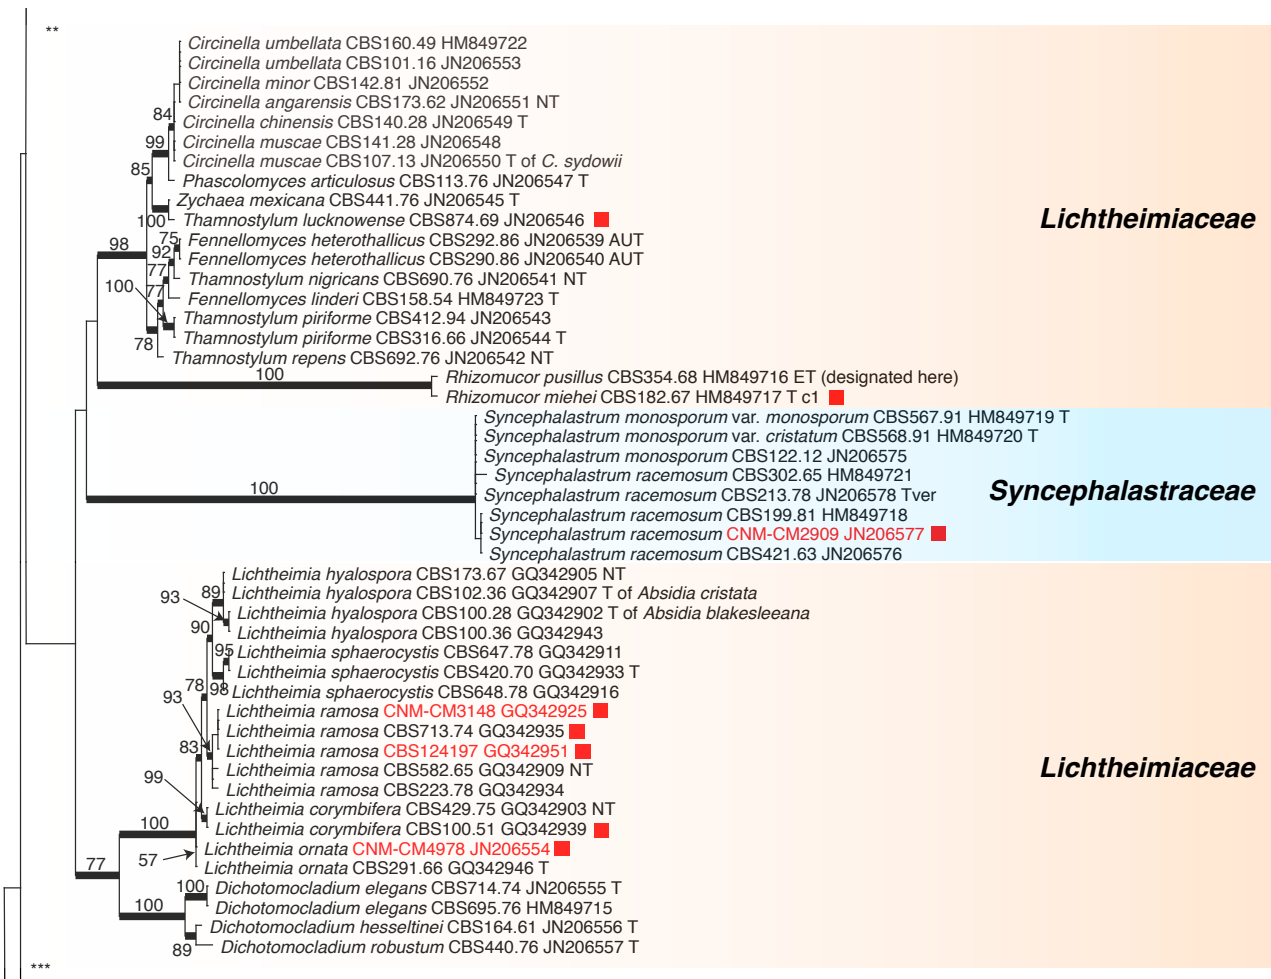 **
Circinella umbellata CBS160.49 HM849722
Circinella umbellata CBS101.16 JN206553
Circinella minor CBS142.81 JN206552
Circinella angarensis CBS173.62 JN206551 NT
84
Circinella chinensis CBS140.28 JN206549 T
99
Circinella muscae CBS141.28 JN206548
Circinella muscae CBS107.13 JN206550 T of C. sydowii
85
Phascolomyces articulosus CBS113.76 JN206547 T
Zychaea mexicana CBS441.76 JN206545 T
100
Thamnostylum lucknowense CBS874.69 JN206546
Lichtheimiaceae
98
75
Fennellomyces heterothallicus CBS292.86 JN206539 AUT
92
Fennellomyces heterothallicus CBS290.86 JN206540 AUT
77
Thamnostylum nigricans CBS690.76 JN206541 NT
100
77
Fennellomyces linderi CBS158.54 HM849723 T
Thamnostylum piriforme CBS412.94 JN206543
Thamnostylum piriforme CBS316.66 JN206544 T
78
Thamnostylum repens CBS692.76 JN206542 NT
100
Rhizomucor pusillus CBS354.68 HM849716 ET (designated here)
Rhizomucor miehei CBS182.67 HM849717 T c1
Syncephalastrum monosporum var. monosporum CBS567.91 HM849719 T
Syncephalastrum monosporum var. cristatum CBS568.91 HM849720 T
Syncephalastrum monosporum CBS122.12 JN206575
Syncephalastrum racemosum CBS302.65 HM849721
100
Syncephalastrum racemosum CBS213.78 JN206578 Tver
Syncephalastraceae
Syncephalastrum racemosum CBS199.81 HM849718
Syncephalastrum racemosum CNM-CM2909 JN206577
Syncephalastrum racemosum CBS421.63 JN206576
Lichtheimia hyalospora CBS173.67 GQ342905 NT
93
89
Lichtheimia hyalospora CBS102.36 GQ342907 T of Absidia cristata
Lichtheimia hyalospora CBS100.28 GQ342902 T of Absidia blakesleeana
90
Lichtheimia hyalospora CBS100.36 GQ342943
95
Lichtheimia sphaerocystis CBS647.78 GQ342911
Lichtheimia sphaerocystis CBS420.70 GQ342933 T
78
98
Lichtheimia sphaerocystis CBS648.78 GQ342916
93
Lichtheimia ramosa CNM-CM3148 GQ342925
Lichtheimia ramosa CBS713.74 GQ342935
83
Lichtheimia ramosa CBS124197 GQ342951
Lichtheimiaceae
99
Lichtheimia ramosa CBS582.65 GQ342909 NT
Lichtheimia ramosa CBS223.78 GQ342934
Lichtheimia corymbifera CBS429.75 GQ342903 NT
100
Lichtheimia corymbifera CBS100.51 GQ342939
57
Lichtheimia ornata CNM-CM4978 JN206554
77
Lichtheimia ornata CBS291.66 GQ342946 T
100
Dichotomocladium elegans CBS714.74 JN206555 T
100
Dichotomocladium elegans CBS695.76 HM849715
Dichotomocladium hesseltinei CBS164.61 JN206556 T
89
Dichotomocladium robustum CBS440.76 JN206557 T
***